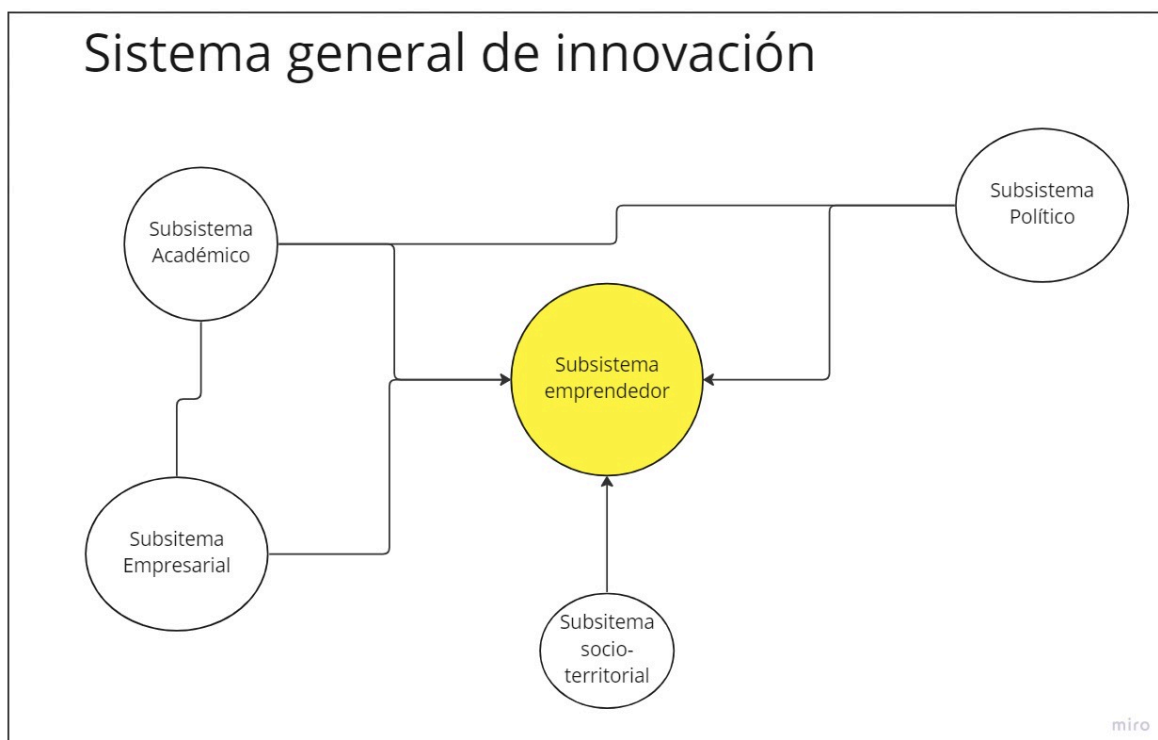 Sistema general de innovación
Subsistema
Político
Subsistema
Académico
Subsistema
emprendedor
Subsitema
Empresarial
Subsitema
socio-
territorial
miro